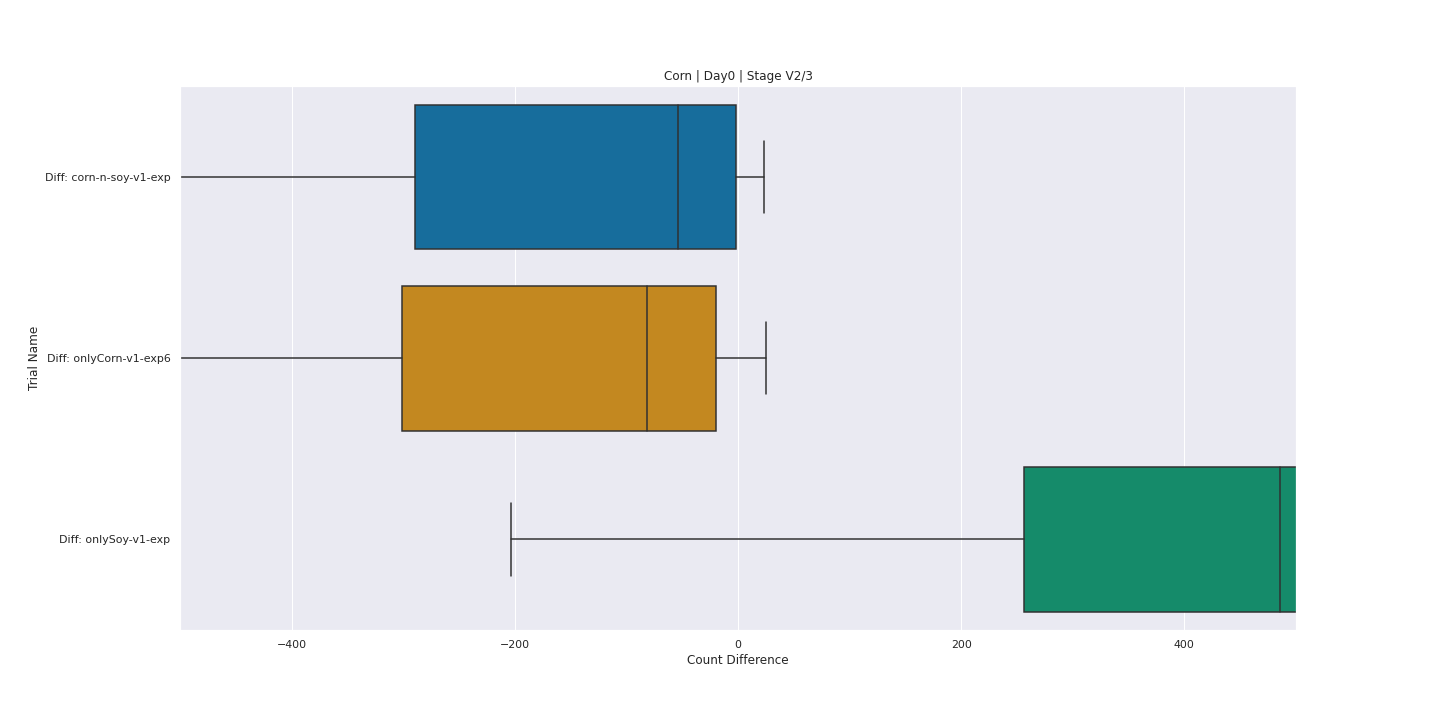 Corn | Day0 | Stage V2/3
Trial Name
Diff: corn-n-soy-v1-exp
Diff: onlyCorn-v1-exp6
Diff: onlySoy-v1-exp
−400
−200
0
200
400
Count Difference